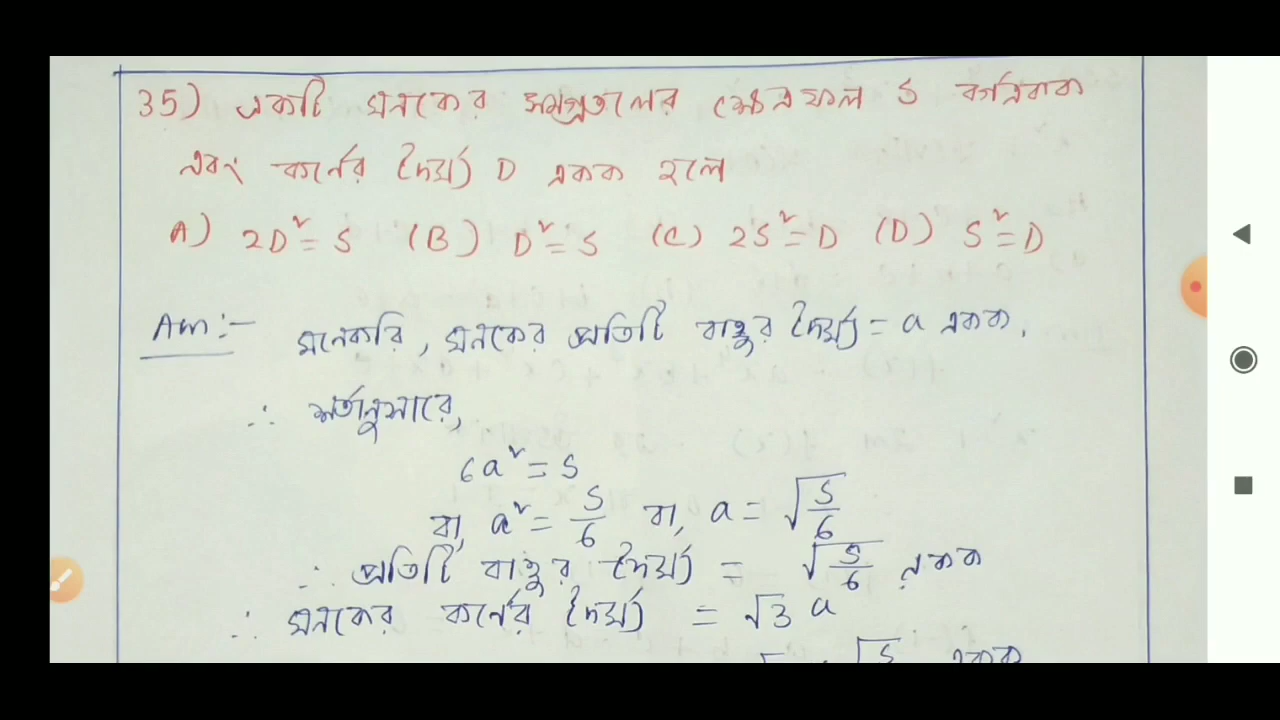 35) একটি ঘনকের সমগ্রতলের ক্ষেত্রফল S বর্গএকক
এবং কর্ণের দৈর্ঘ্য D একক হলে
A) 2D² = S (B) D² = S (C) 2S² = D (D) S² = D
Ans:- মনেকরি, ঘনকের প্রতিটি বাহুর দৈর্ঘ্য = a একক.
∴ শর্তানুসারে,
6a² = S
বা, a² = S/6 বা, a = √(S/6)
∴ প্রতিটি বাহুর দৈর্ঘ্য = √(S/6) একক
∴ ঘনকের কর্ণের দৈর্ঘ্য = √3 a